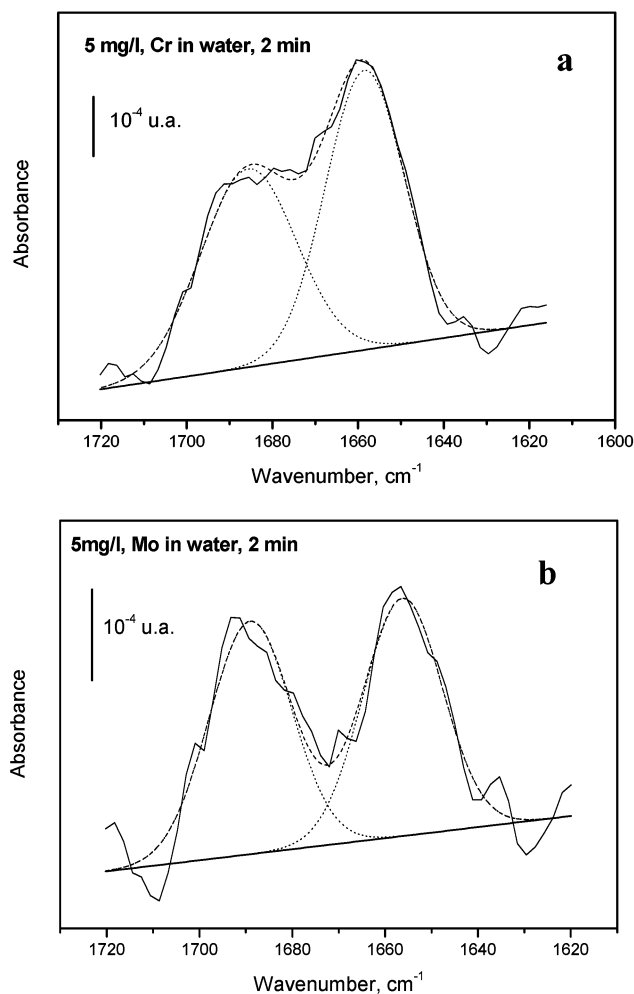 5 mg/l, Cr in water, 2 min
a
10⁻⁴ u.a.
Absorbance
1720 1700 1680 1660 1640 1620 1600
Wavenumber, cm⁻¹
5mg/l, Mo in water, 2 min
b
10⁻⁴ u.a.
Absorbance
1720 1700 1680 1660 1640 1620
Wavenumber, cm⁻¹